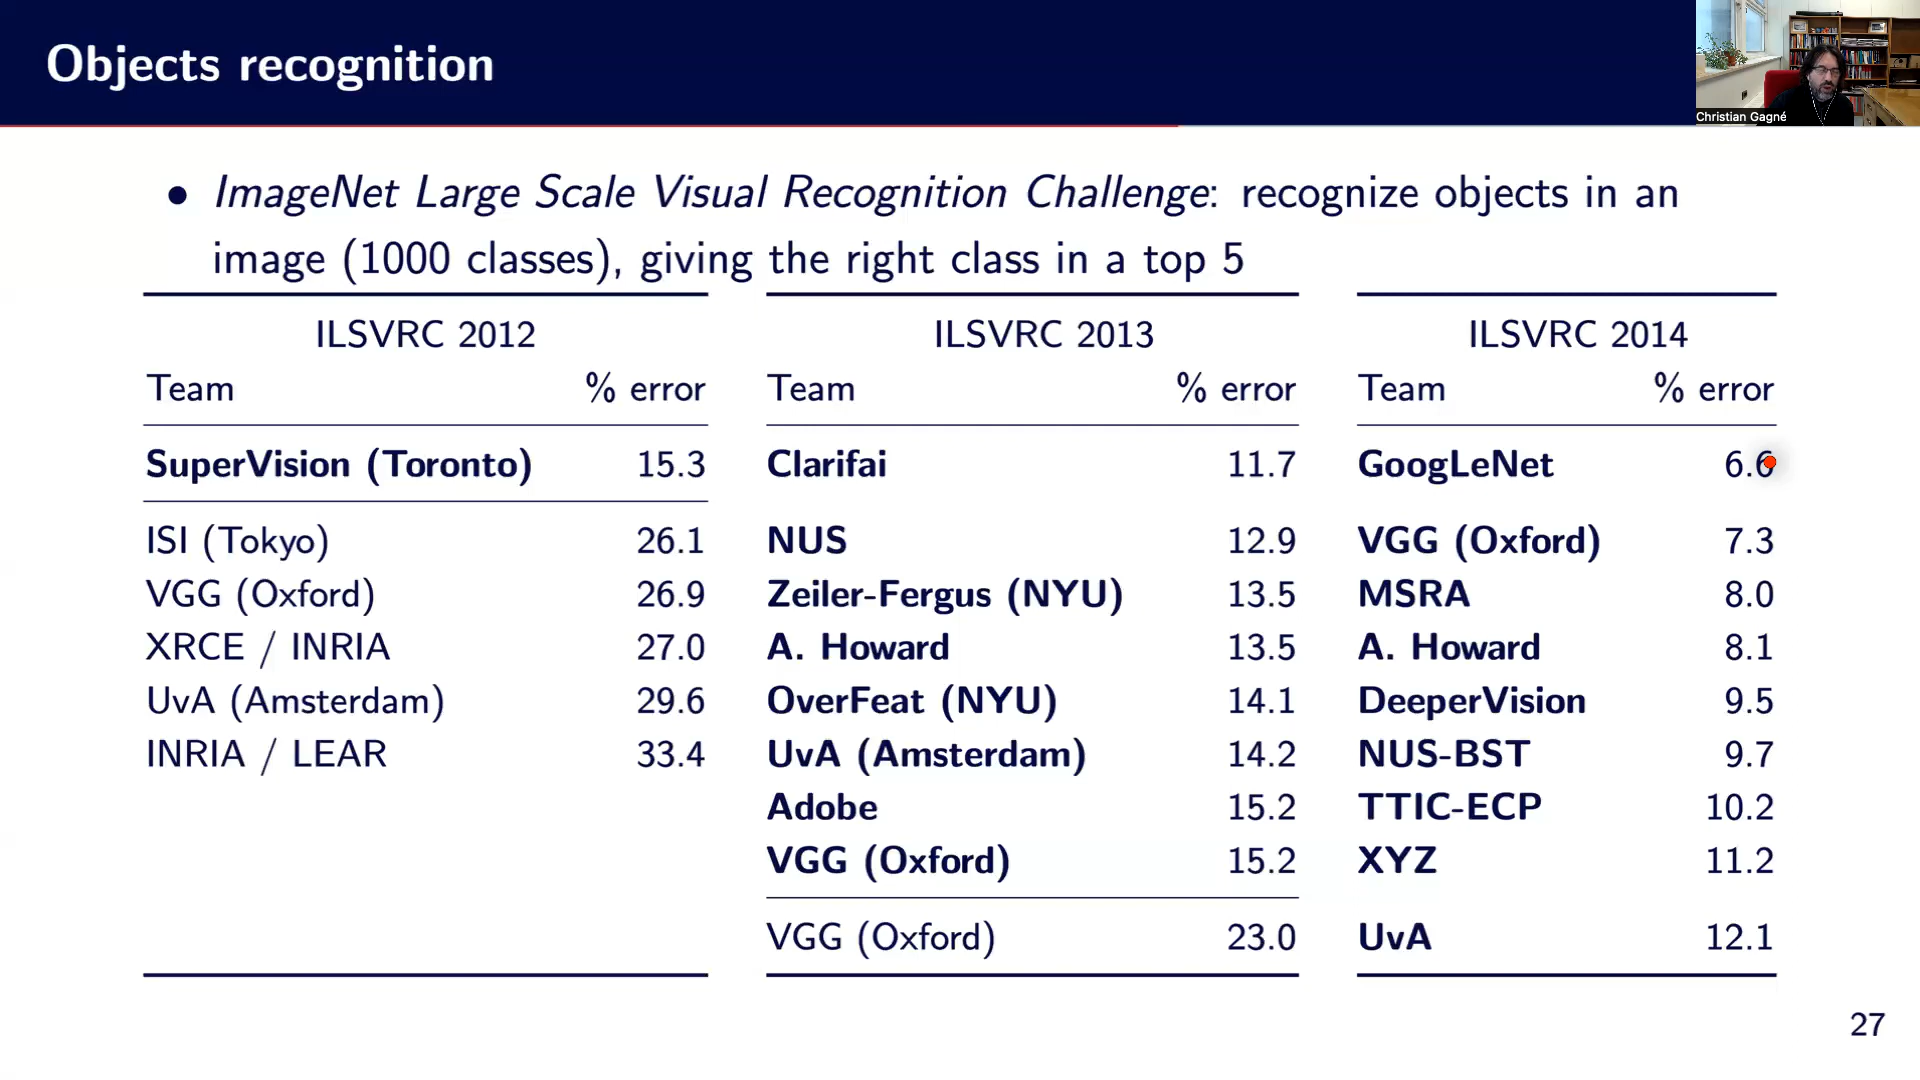 Objects recognition
Christian Gagné
• ImageNet Large Scale Visual Recognition Challenge: recognize objects in an
image (1000 classes), giving the right class in a top 5
ILSVRC 2012
Team % error
SuperVision (Toronto) 15.3
ISI (Tokyo) 26.1
VGG (Oxford) 26.9
XRCE / INRIA 27.0
UvA (Amsterdam) 29.6
INRIA / LEAR 33.4
ILSVRC 2013
Team % error
Clarifai 11.7
NUS 12.9
Zeiler-Fergus (NYU) 13.5
A. Howard 13.5
OverFeat (NYU) 14.1
UvA (Amsterdam) 14.2
Adobe 15.2
VGG (Oxford) 15.2
VGG (Oxford) 23.0
ILSVRC 2014
Team % error
GoogLeNet 6.6
VGG (Oxford) 7.3
MSRA 8.0
A. Howard 8.1
DeeperVision 9.5
NUS-BST 9.7
TTIC-ECP 10.2
XYZ 11.2
UvA 12.1
27